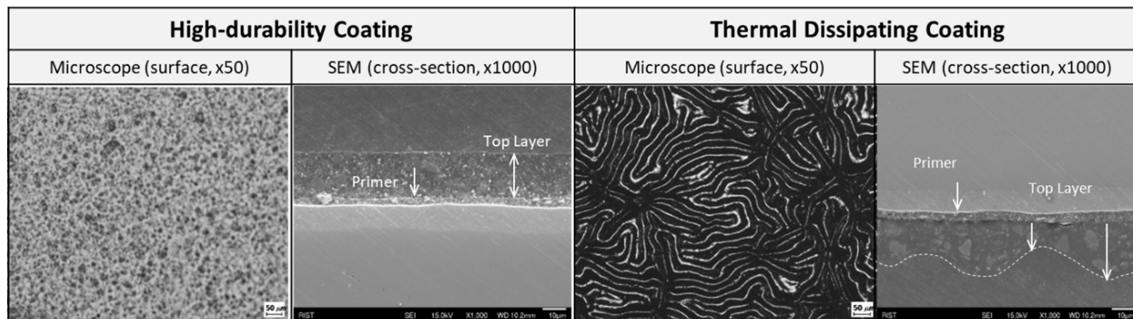 High-durability Coating
Thermal Dissipating Coating
Microscope (surface, x50)
SEM (cross-section, x1000)
Microscope (surface, x50)
SEM (cross-section, x1000)
Top Layer
Primer
Primer
Top Layer
50 μm
RIST SEI 15.0kV X1,000 WD 10.2mm 10μm
50 μm
RIST SEI 15.0kV X1,000 WD 10.2mm 10μm